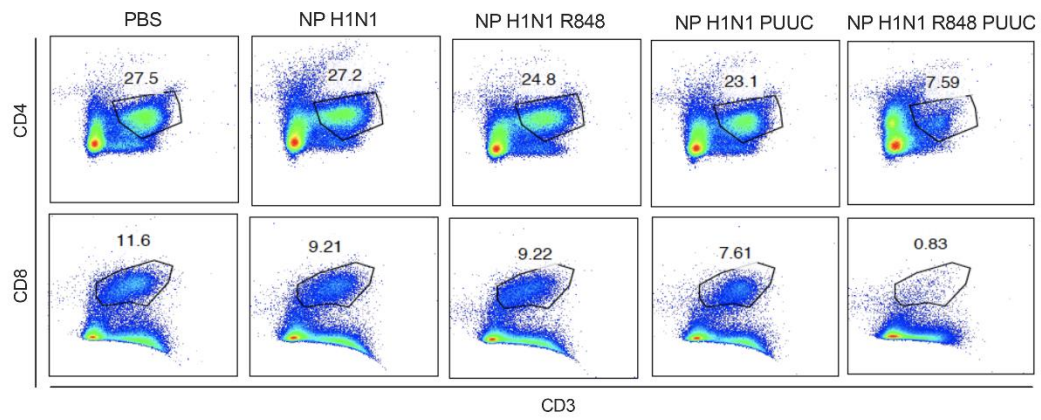 PBS NP H1N1 NP H1N1 R848 NP H1N1 PUUC NP H1N1 R848 PUUC
CD4
27.5 27.2 24.8 23.1 7.59
CD8
11.6 9.21 9.22 7.61 0.83
CD3